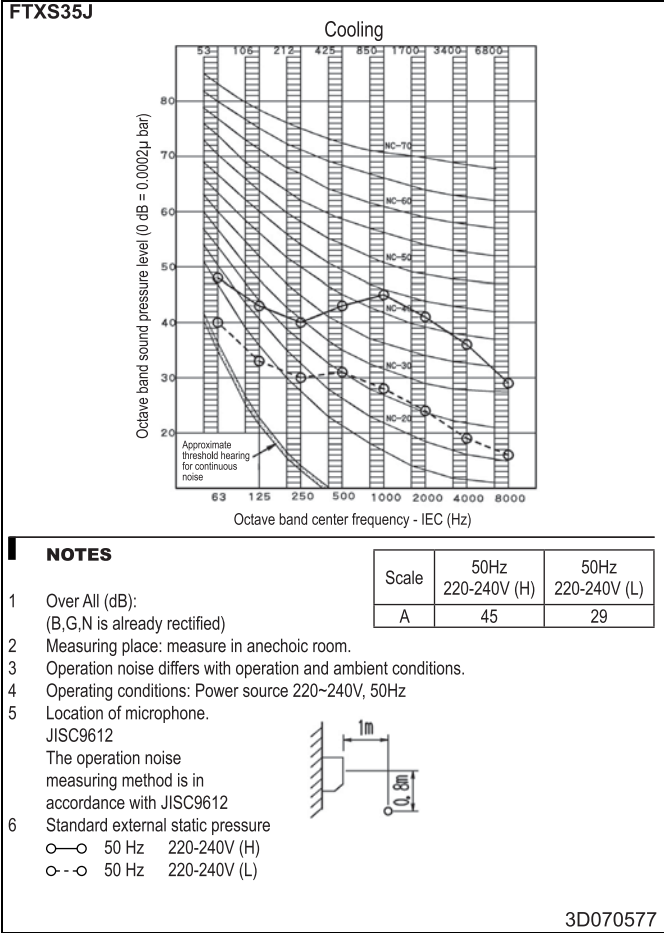 FTXS35J
Cooling
53 106 212 425 850 1700 3400 6800
Octave band sound pressure level (0 dB = 0.0002µ bar)
80
70
60
50
40
30
20
NC-70
NC-60
NC-50
NC-40
NC-30
NC-20
Approximate
threshold hearing
for continuous
noise
63 125 250 500 1000 2000 4000 8000
Octave band center frequency - IEC (Hz)
NOTES
Scale 50Hz 220-240V (H) 50Hz 220-240V (L)
A 45 29
1 Over All (dB):
(B,G,N is already rectified)
2 Measuring place: measure in anechoic room.
3 Operation noise differs with operation and ambient conditions.
4 Operating conditions: Power source 220~240V, 50Hz
5 Location of microphone.
JISC9612
The operation noise
measuring method is in
accordance with JISC9612
1m
0.8m
6 Standard external static pressure
50 Hz 220-240V (H)
50 Hz 220-240V (L)
3D070577